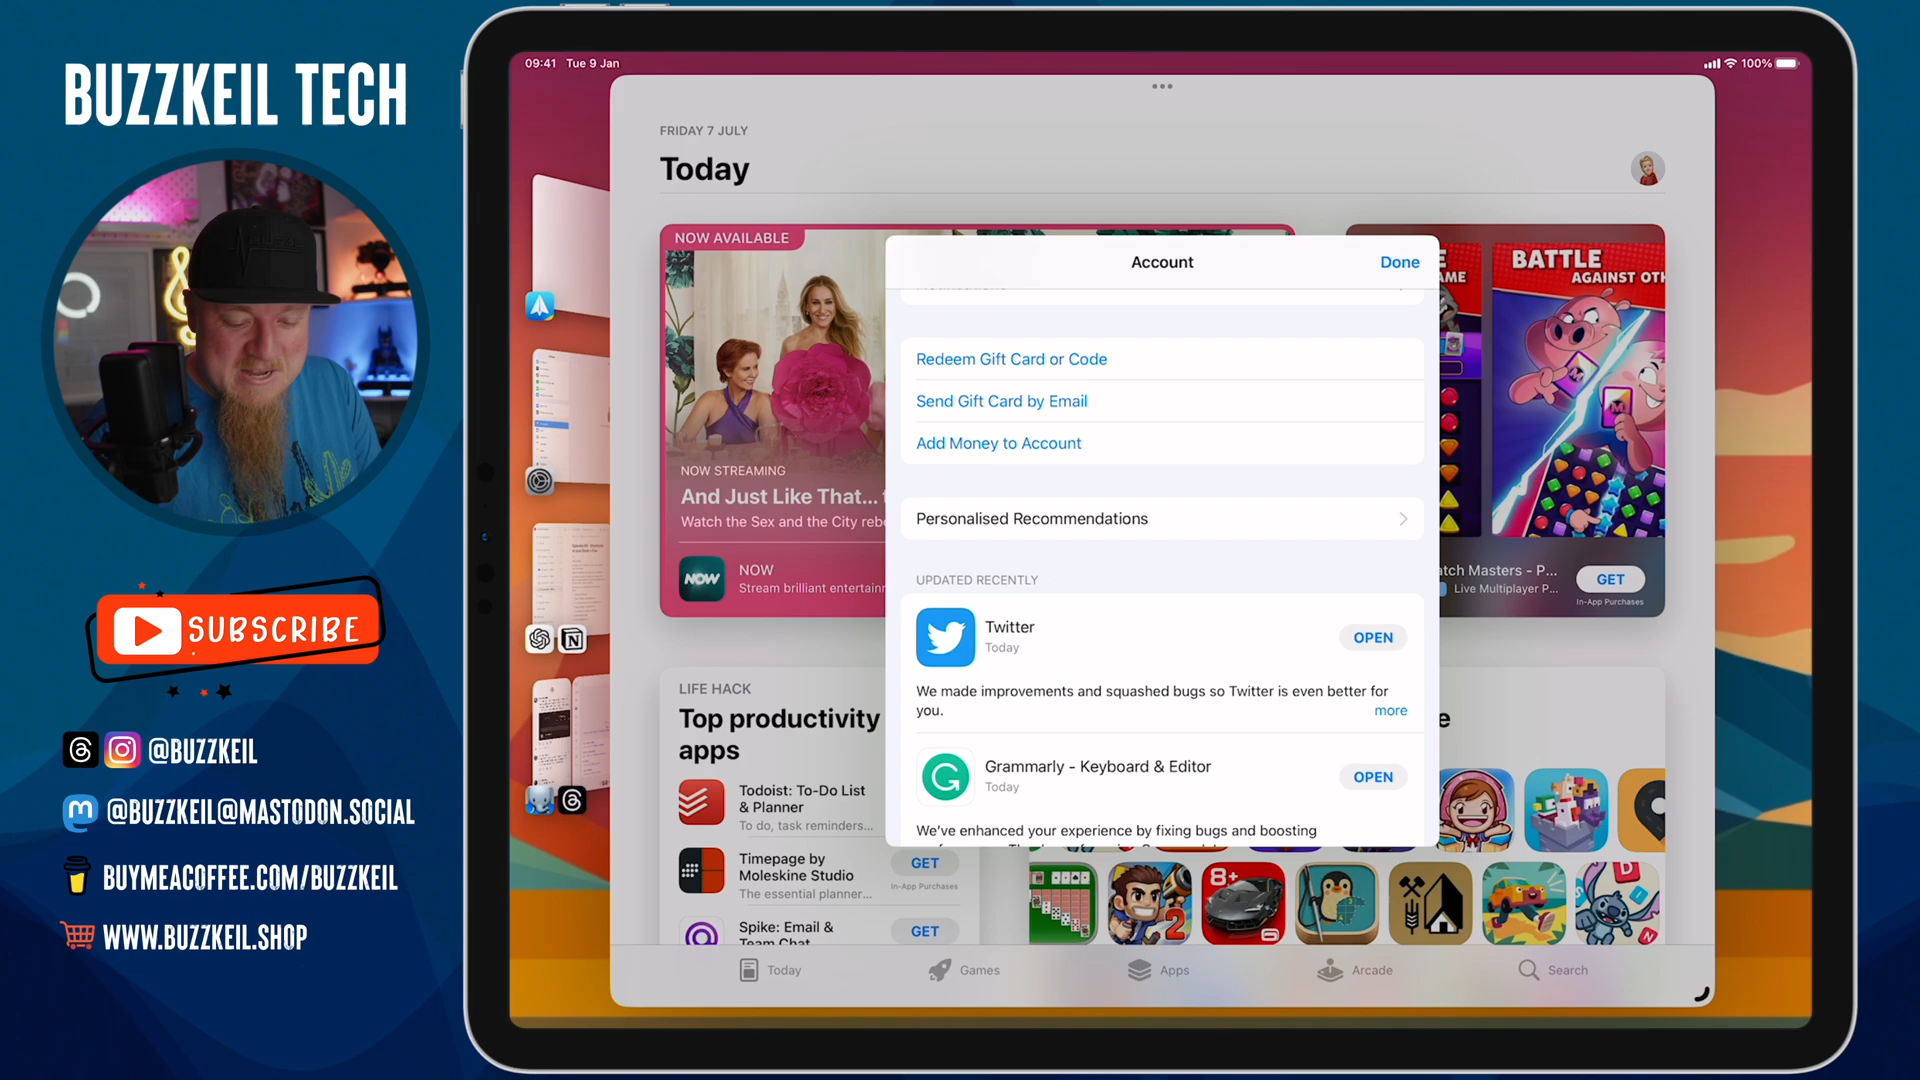 BUZZKEIL TECH
SUBSCRIBE
@BUZZKEIL
@BUZZKEIL@MASTODON.SOCIAL
BUYMEACOFFEE.COM/BUZZKEIL
WWW.BUZZKEIL.SHOP
09:41 Tue 9 Jan
100%
FRIDAY 7 JULY
Today
NOW AVAILABLE
NOW STREAMING
And Just Like That...
Watch the Sex and the City
NOW
NOW
Stream brilliant
BATTLE
AGAINST
Masters - P...
Live Multiplayer P...
GET
In-App Purchases
Account
Done
Redeem Gift Card or Code
Send Gift Card by Email
Add Money to Account
Personalised Recommendations
UPDATED RECENTLY
Twitter
Today
OPEN
We made improvements and squashed bugs so Twitter is even better for
you.
more
Grammarly - Keyboard & Editor
Today
OPEN
We've enhanced your experience by fixing bugs and boosting
LIFE HACK
Top productivity
apps
Todoist: To-Do List
& Planner
To do, task reminders...
Timepage by
Moleskine Studio
The essential planner...
GET
In-App Purchases
Spike: Email &
Team Chat
GET
2
8+
D
N
Today
Games
Apps
Arcade
Search